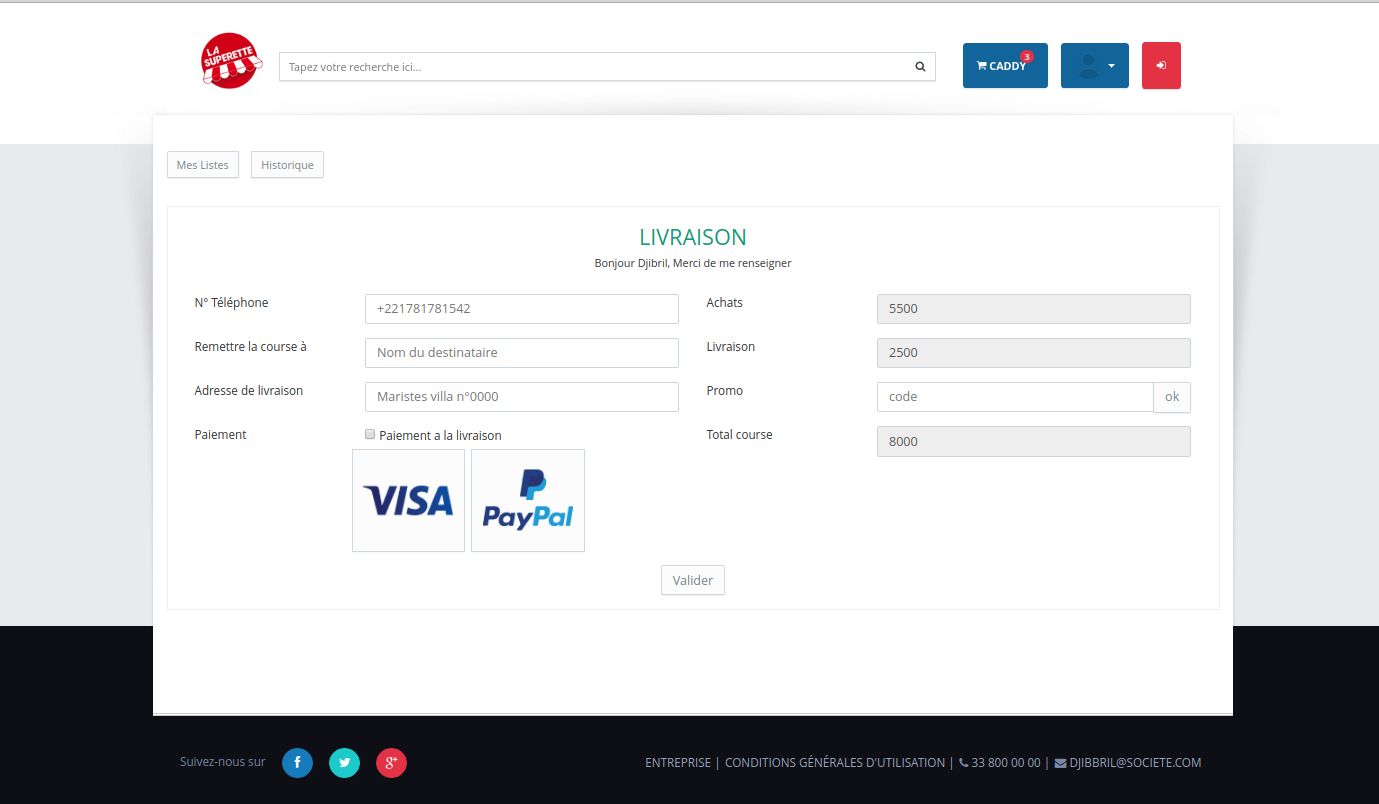 LA SUPERETTE
Tapez votre recherche ici...
CADDY 3
Mes Listes Historique
LIVRAISON
Bonjour Djibril, Merci de me renseigner
N° Téléphone +221781781542
Achats 5500
Remettre la course à Nom du destinataire
Livraison 2500
Adresse de livraison Maristes villa n°0000
Promo code ok
Paiement Paiement a la livraison
Total course 8000
VISA PayPal
Valider
Suivez-nous sur
ENTREPRISE | CONDITIONS GÉNÉRALES D'UTILISATION | 33 800 00 00 | DJIBBRIL@SOCIETE.COM